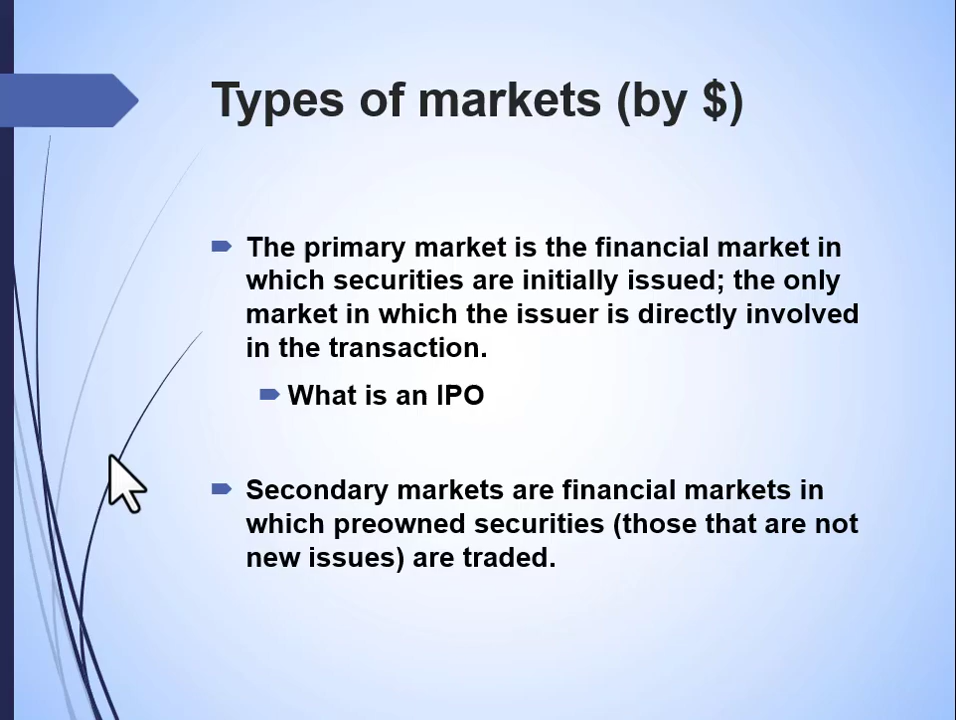 Types of markets (by $)
The primary market is the financial market in
which securities are initially issued; the only
market in which the issuer is directly involved
in the transaction.
What is an IPO
Secondary markets are financial markets in
which preowned securities (those that are not
new issues) are traded.